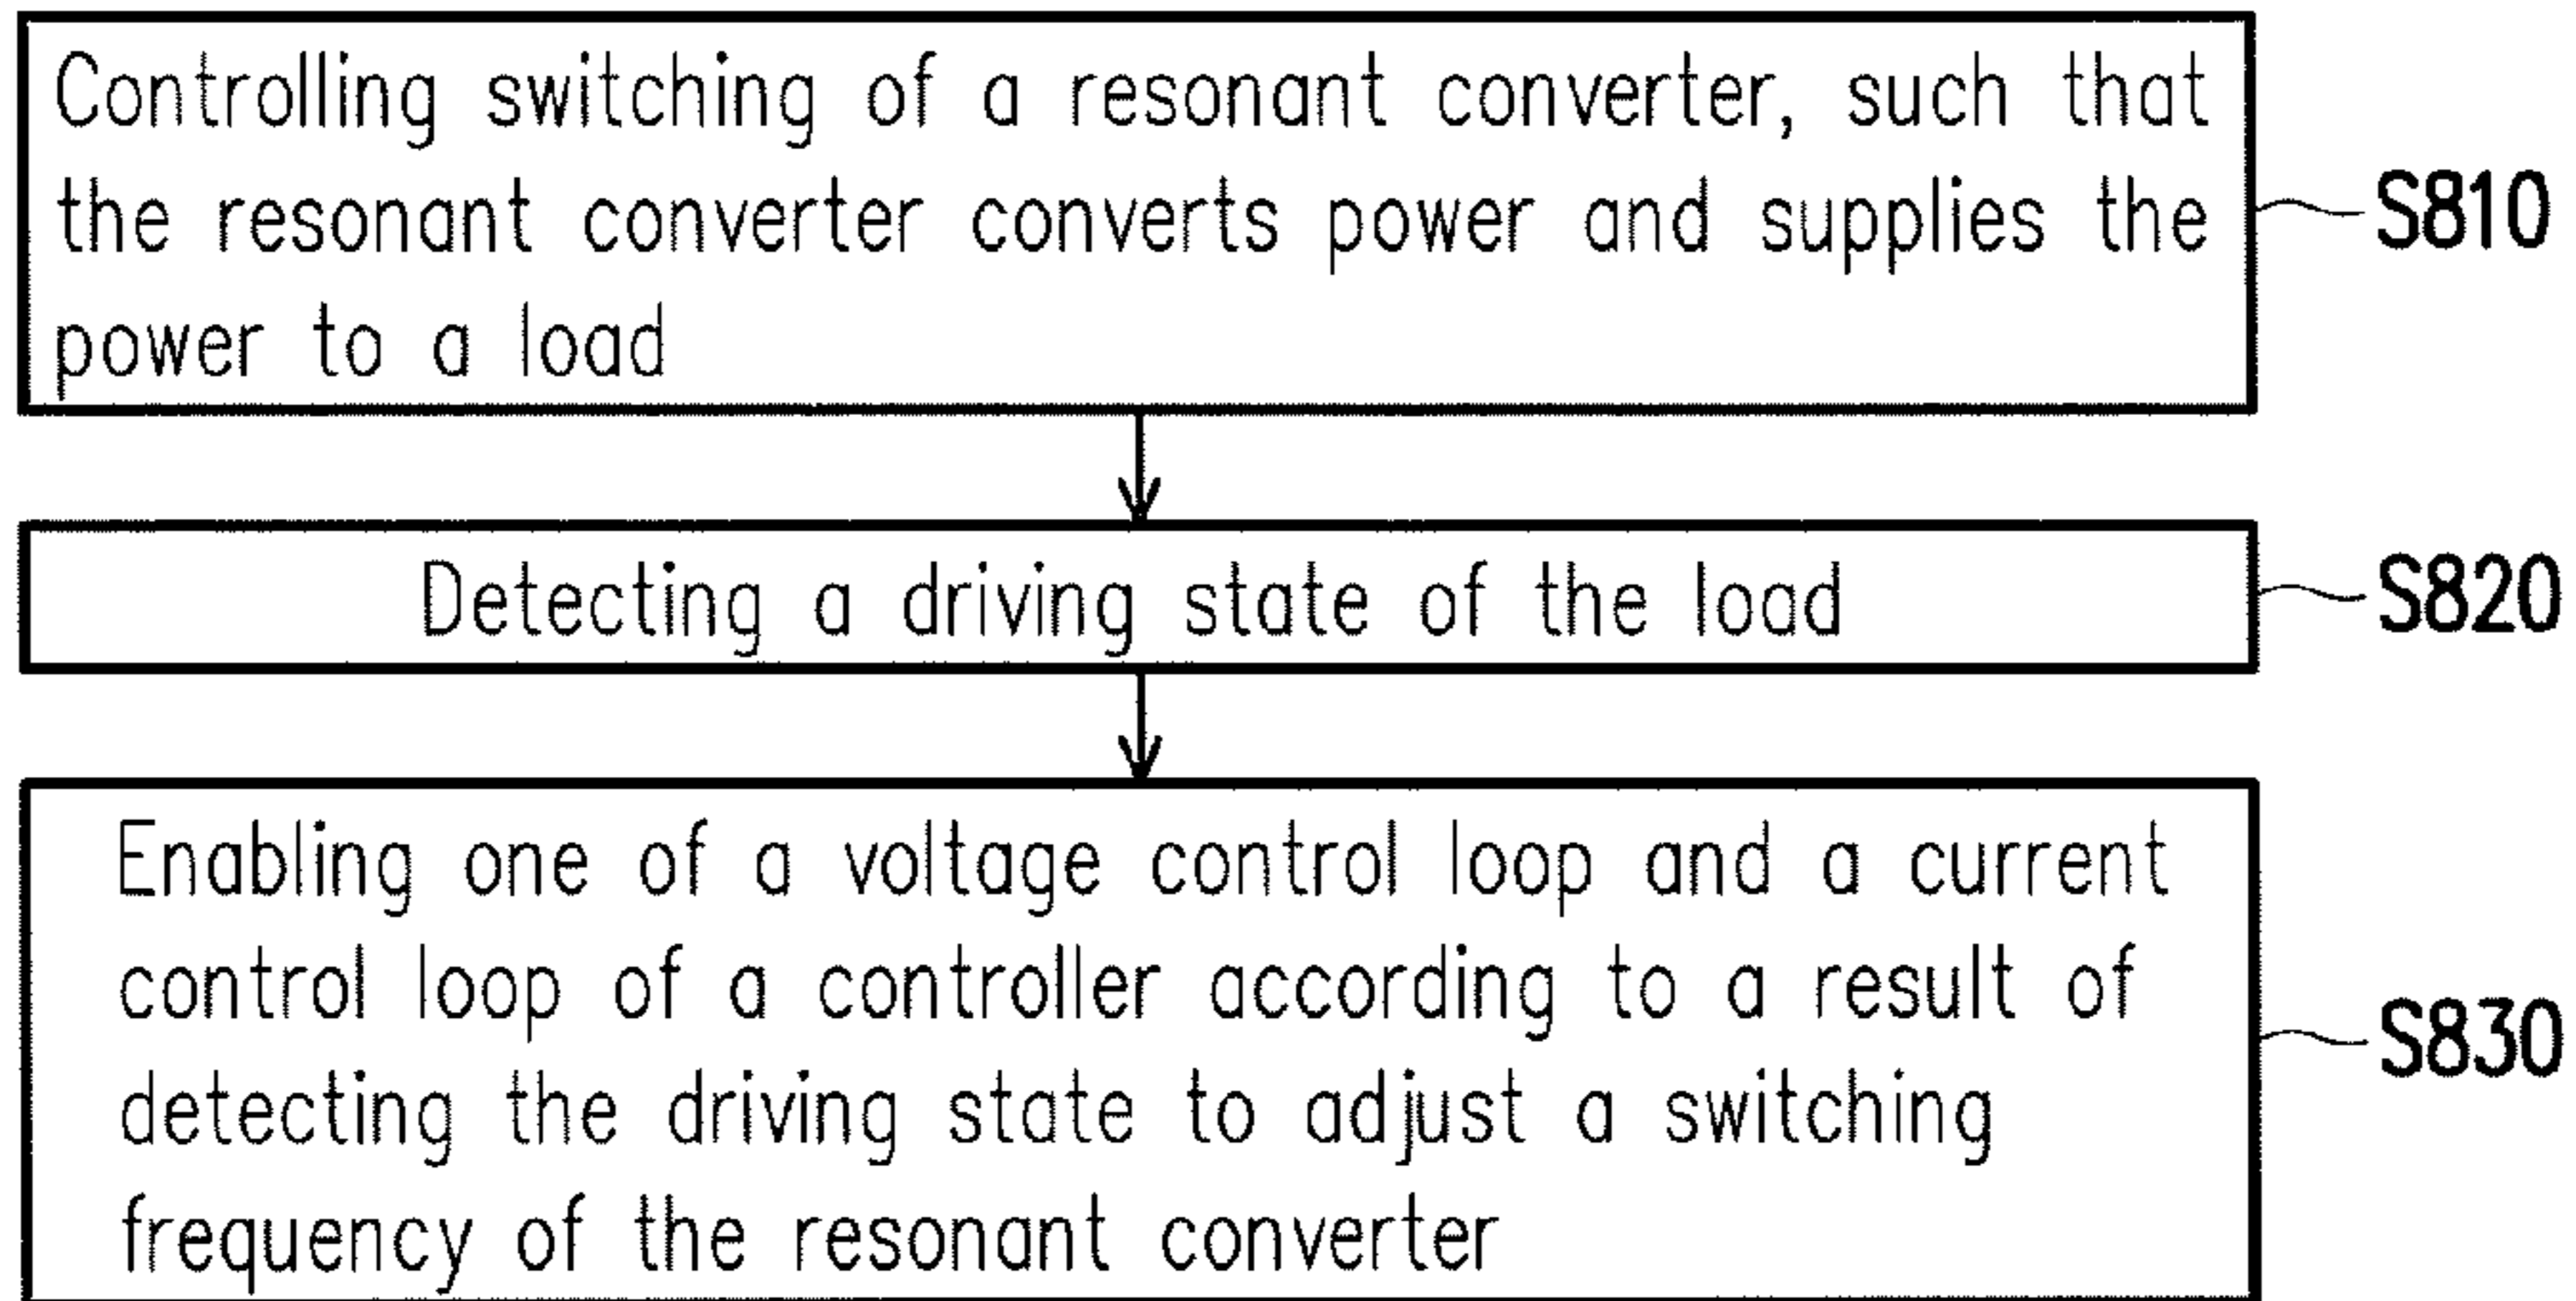 Controlling switching of a resonant converter, such that
the resonant converter converts power and supplies the
power to a load
S810
Detecting a driving state of the load
S820
Enabling one of a voltage control loop and a current
control loop of a controller according to a result of
detecting the driving state to adjust a switching
frequency of the resonant converter
S830